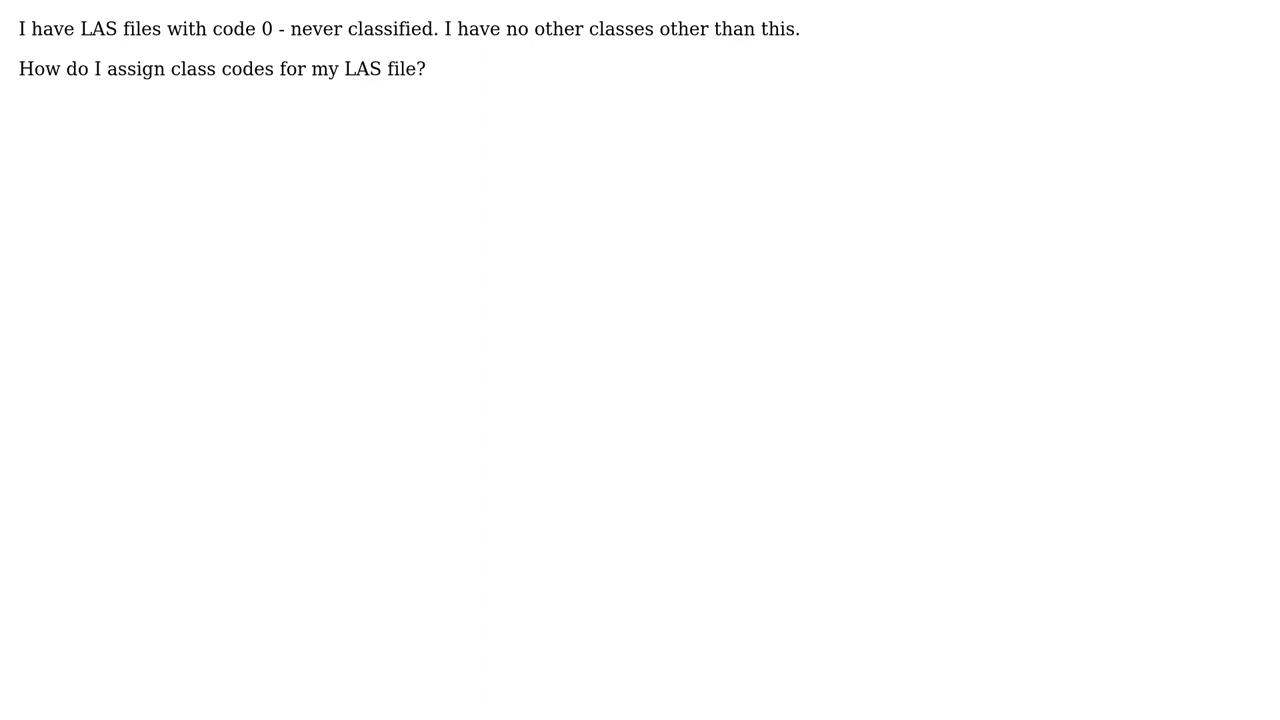 I have LAS files with code 0 - never classified. I have no other classes other than this.
How do I assign class codes for my LAS file?